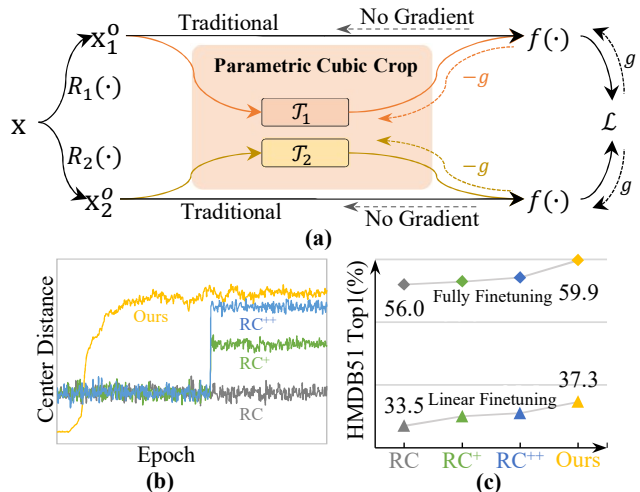 x₁ᵒ Traditional No Gradient f(·)
R₁(·) Parametric Cubic Crop -g g
𝒯₁
x ℒ
𝒯₂
R₂(·) -g g
x₂ᵒ Traditional No Gradient f(·)
(a)
Center Distance
Ours
RC⁺⁺
RC⁺
RC
Epoch
(b)
HMDB51 Top1(%)
56.0 Fully Finetuning 59.9
33.5 Linear Finetuning 37.3
RC RC⁺ RC⁺⁺ Ours
(c)